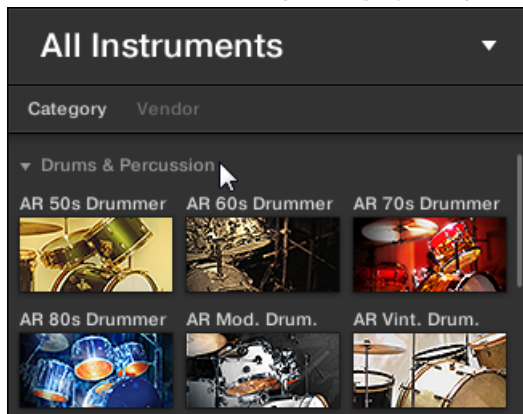 All Instruments
Category Vendor
Drums & Percussion
AR 50s Drummer AR 60s Drummer AR 70s Drummer
AR 80s Drummer AR Mod. Drum. AR Vint. Drum.